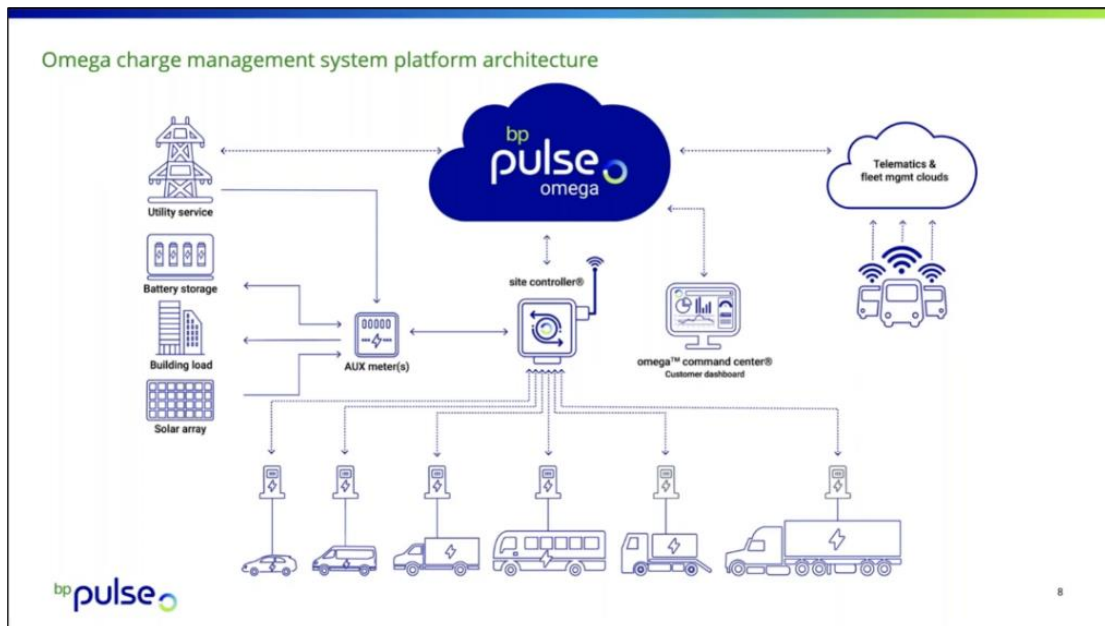 Omega charge management system platform architecture
bp
pulse
omega
Telematics &
fleet mgmt clouds
Utility service
Battery storage
site controller®
Building load
AUX meter(s)
omega™ command center®
Customer dashboard
Solar array
bp pulse
8